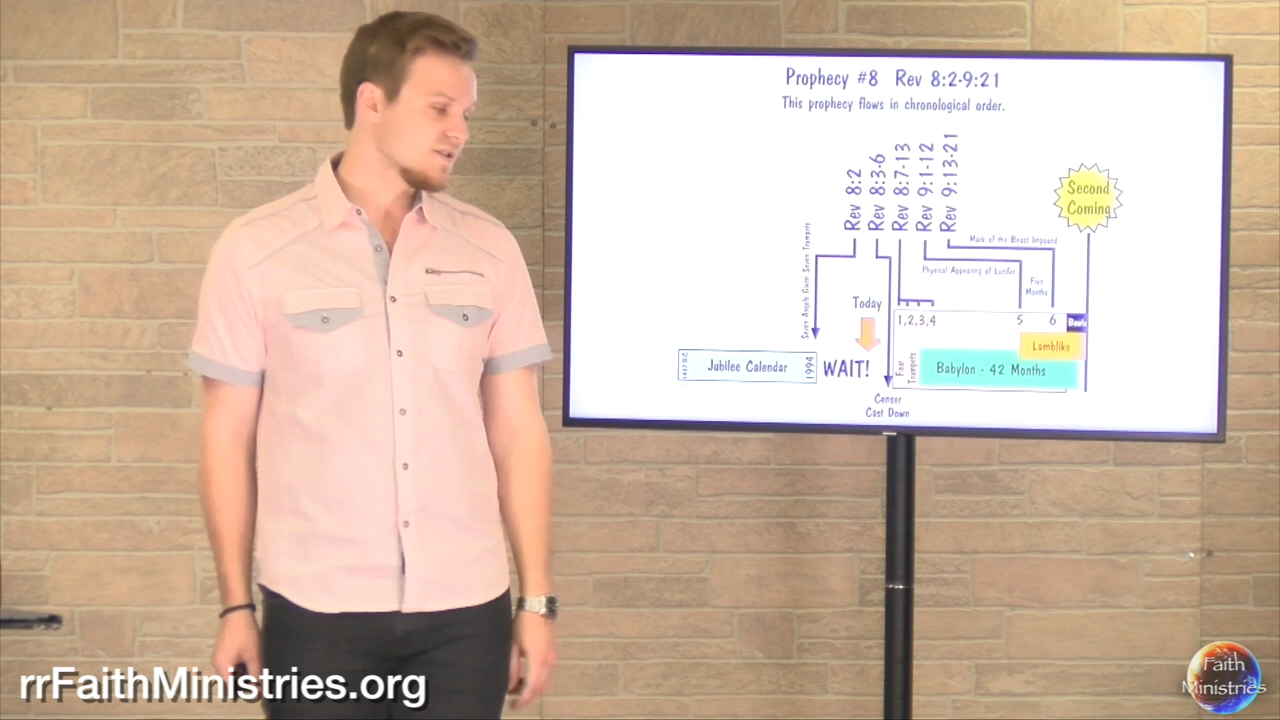 Prophecy #8 Rev 8:2-9:21
This prophecy flows in chronological order.
Rev 8:2
Rev 8:3-6
Rev 8:7-13
Rev 9:1-12
Rev 9:13-21
Second
Coming
Seven Angels Given Seven Trumpets
Mark of the Beast Imposed
Physical Appearing of Lucifer
Five
Months
Today
1,2,3,4
5
6
Bowls
Lamblike
1437 B.C.
Jubilee Calendar
1994
WAIT!
Four
Trumpets
Babylon - 42 Months
Censer
Cast Down
rrFaithMinistries.org
Faith
Ministries